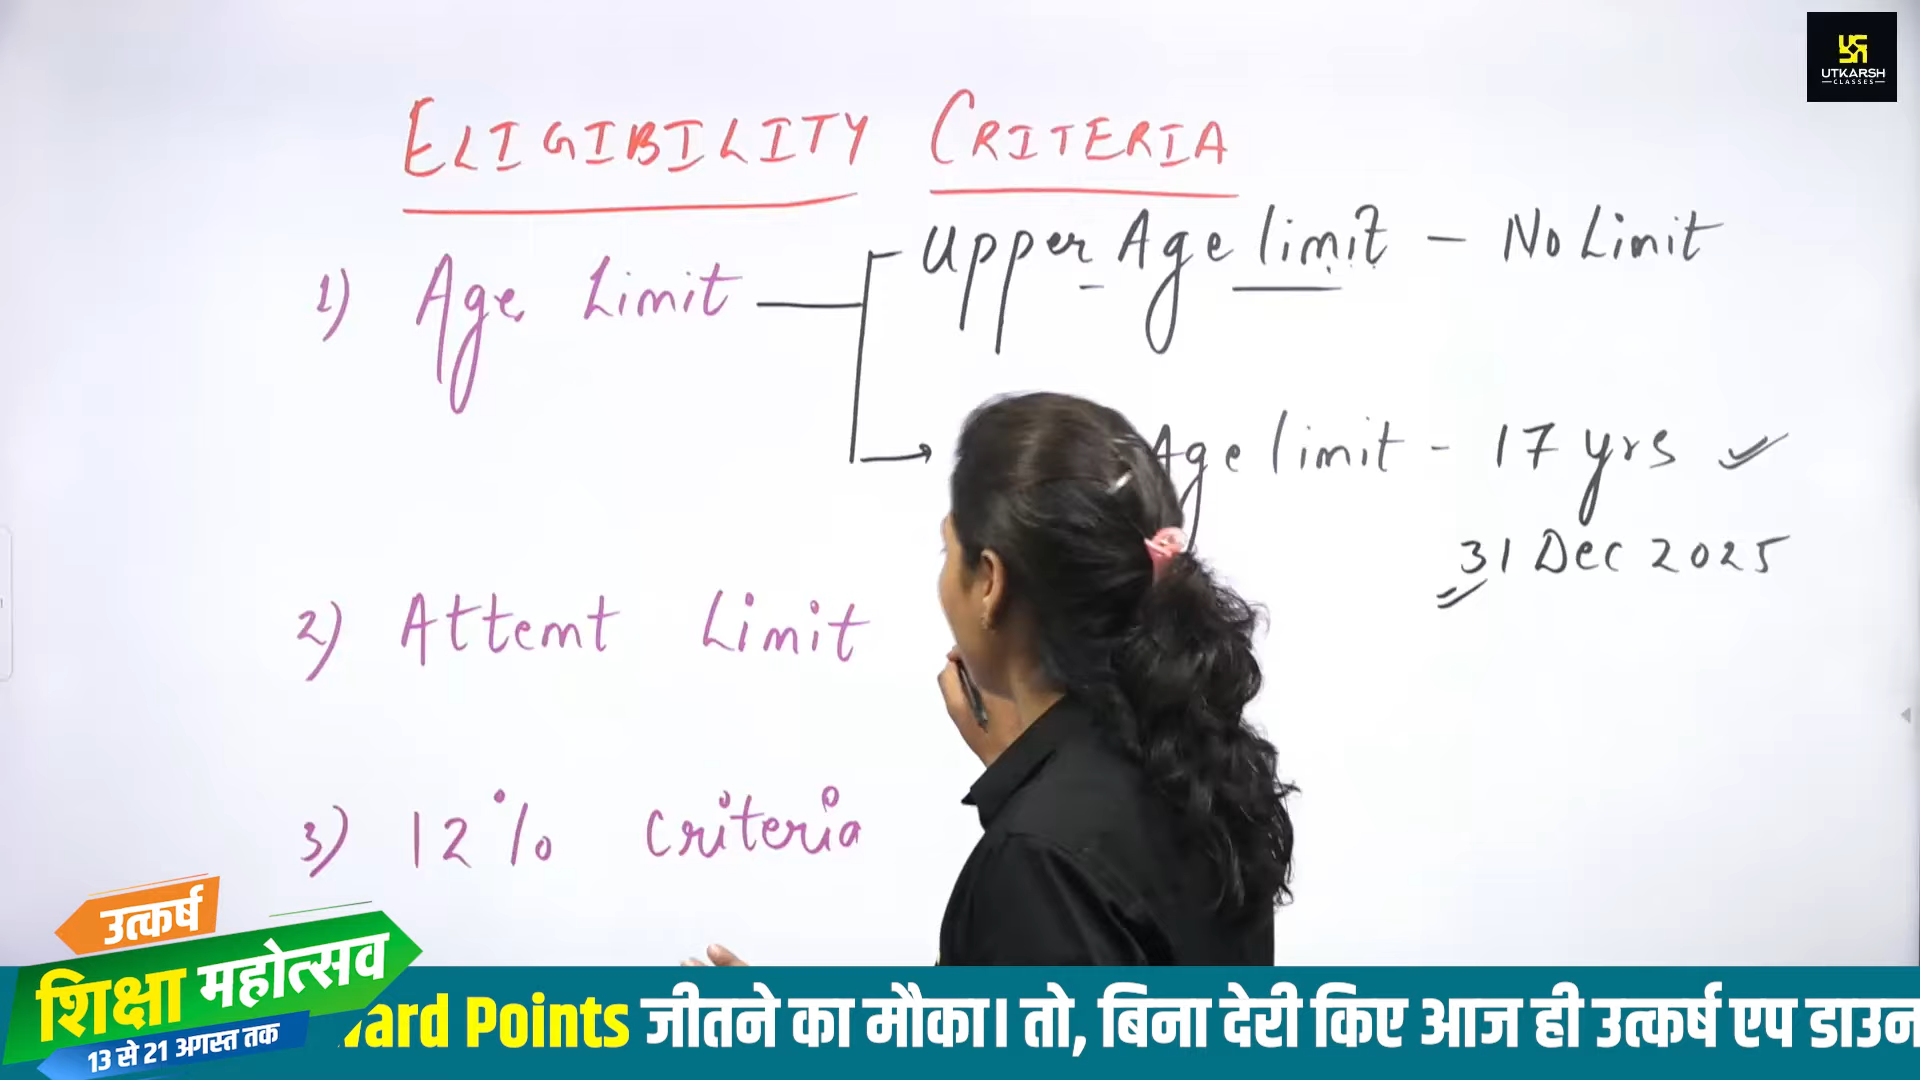 UTKARSH
CLASSES
ELIGIBILITY CRITERIA
1) Age Limit
Upper Age limit - No Limit
Age limit - 17 yrs
31 Dec 2025
2) Attemt Limit
3) 12% Criteria
उत्कर्ष
शिक्षा महोत्सव
13 से 21 अगस्त तक
Points जीतने का मौका। तो, बिना देरी किए आज ही उत्कर्ष एप